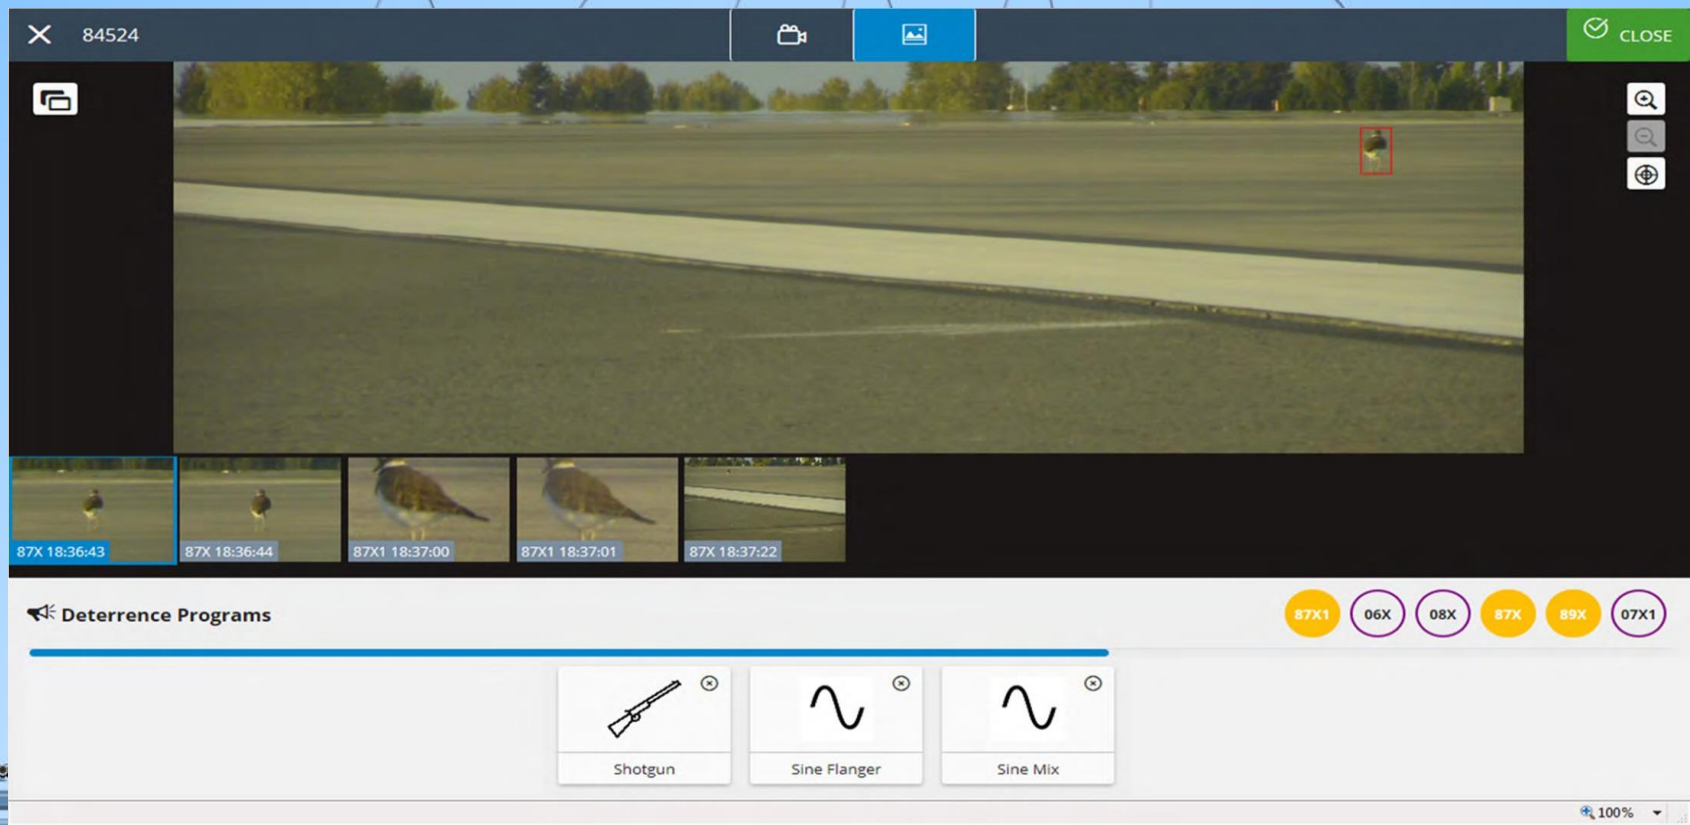 84524
CLOSE
87X 18:36:43
87X 18:36:44
87X1 18:37:00
87X1 18:37:01
87X 18:37:22
Deterrence Programs
87X1
06X
08X
87X
89X
07X1
Shotgun
Sine Flanger
Sine Mix
100%